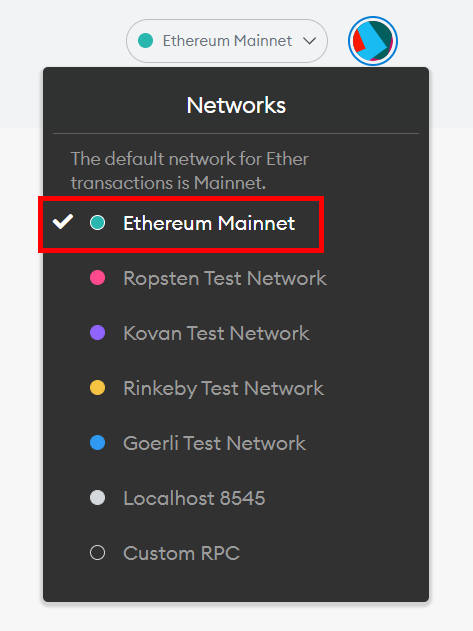 Ethereum Mainnet
Networks
The default network for Ether
transactions is Mainnet.
Ethereum Mainnet
Ropsten Test Network
Kovan Test Network
Rinkeby Test Network
Goerli Test Network
Localhost 8545
Custom RPC